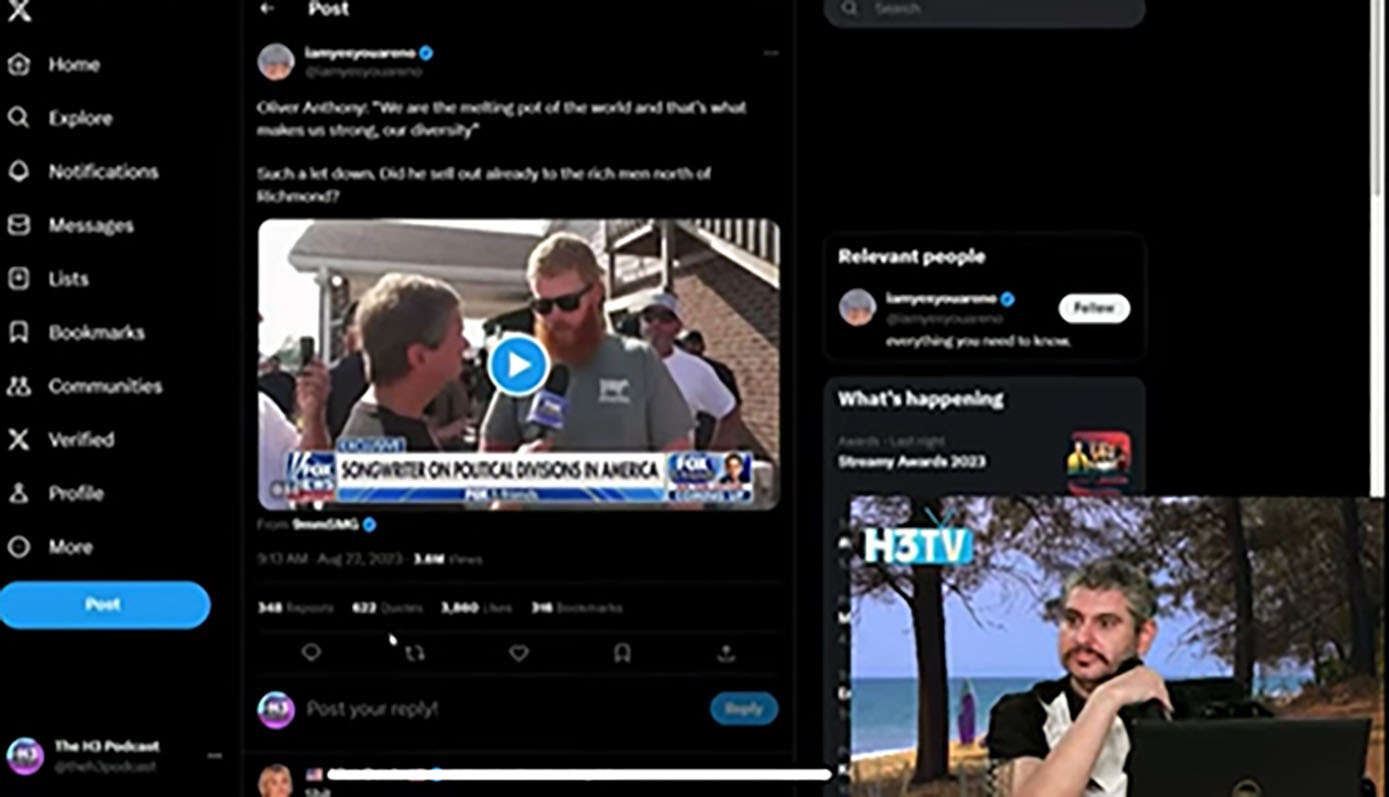 Post
Search
Home
Explore
Notifications
Messages
Lists
Bookmarks
Communities
Verified
Profile
More
Post
The H3 Podcast
@theh3podcast
iamyesyouareno
@iamyesyouareno
Oliver Anthony: "We are the melting pot of the world and that's what
makes us strong, our diversity"
Such a let down. Did he sell out already to the rich men north of
Richmond?
EXCLUSIVE
FOX
NEWS
SONGWRITER ON POLITICAL DIVISIONS IN AMERICA
FOX
COMING UP
From 9mmSMG
9:13 AM · Aug 22, 2023 · 3.6M Views
348 Reposts 622 Quotes 3,860 Likes 316 Bookmarks
H3
Post your reply!
Reply
Relevant people
iamyesyouareno
@iamyesyouareno
Follow
everything you need to know.
What's happening
Awards · Last night
Streamy Awards 2023
H3TV